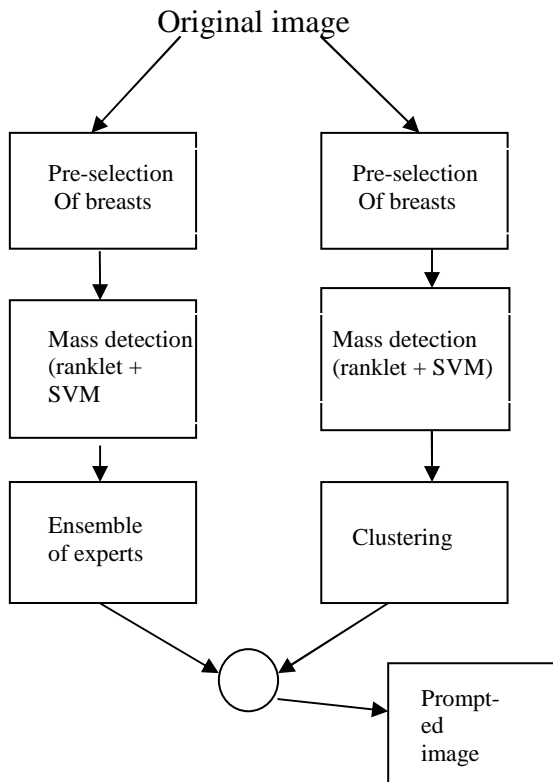 Original image
Pre-selection
Of breasts
Pre-selection
Of breasts
Mass detection
(ranklet +
SVM
Mass detection
(ranklet + SVM)
Ensemble
of experts
Clustering
Prompt-
ed
image